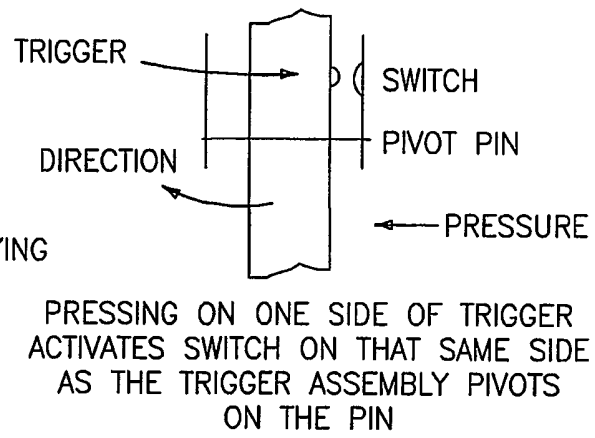 TRIGGER
SWITCH
PIVOT PIN
DIRECTION
PRESSURE
PRESSING ON ONE SIDE OF TRIGGER
ACTIVATES SWITCH ON THAT SAME SIDE
AS THE TRIGGER ASSEMBLY PIVOTS
ON THE PIN